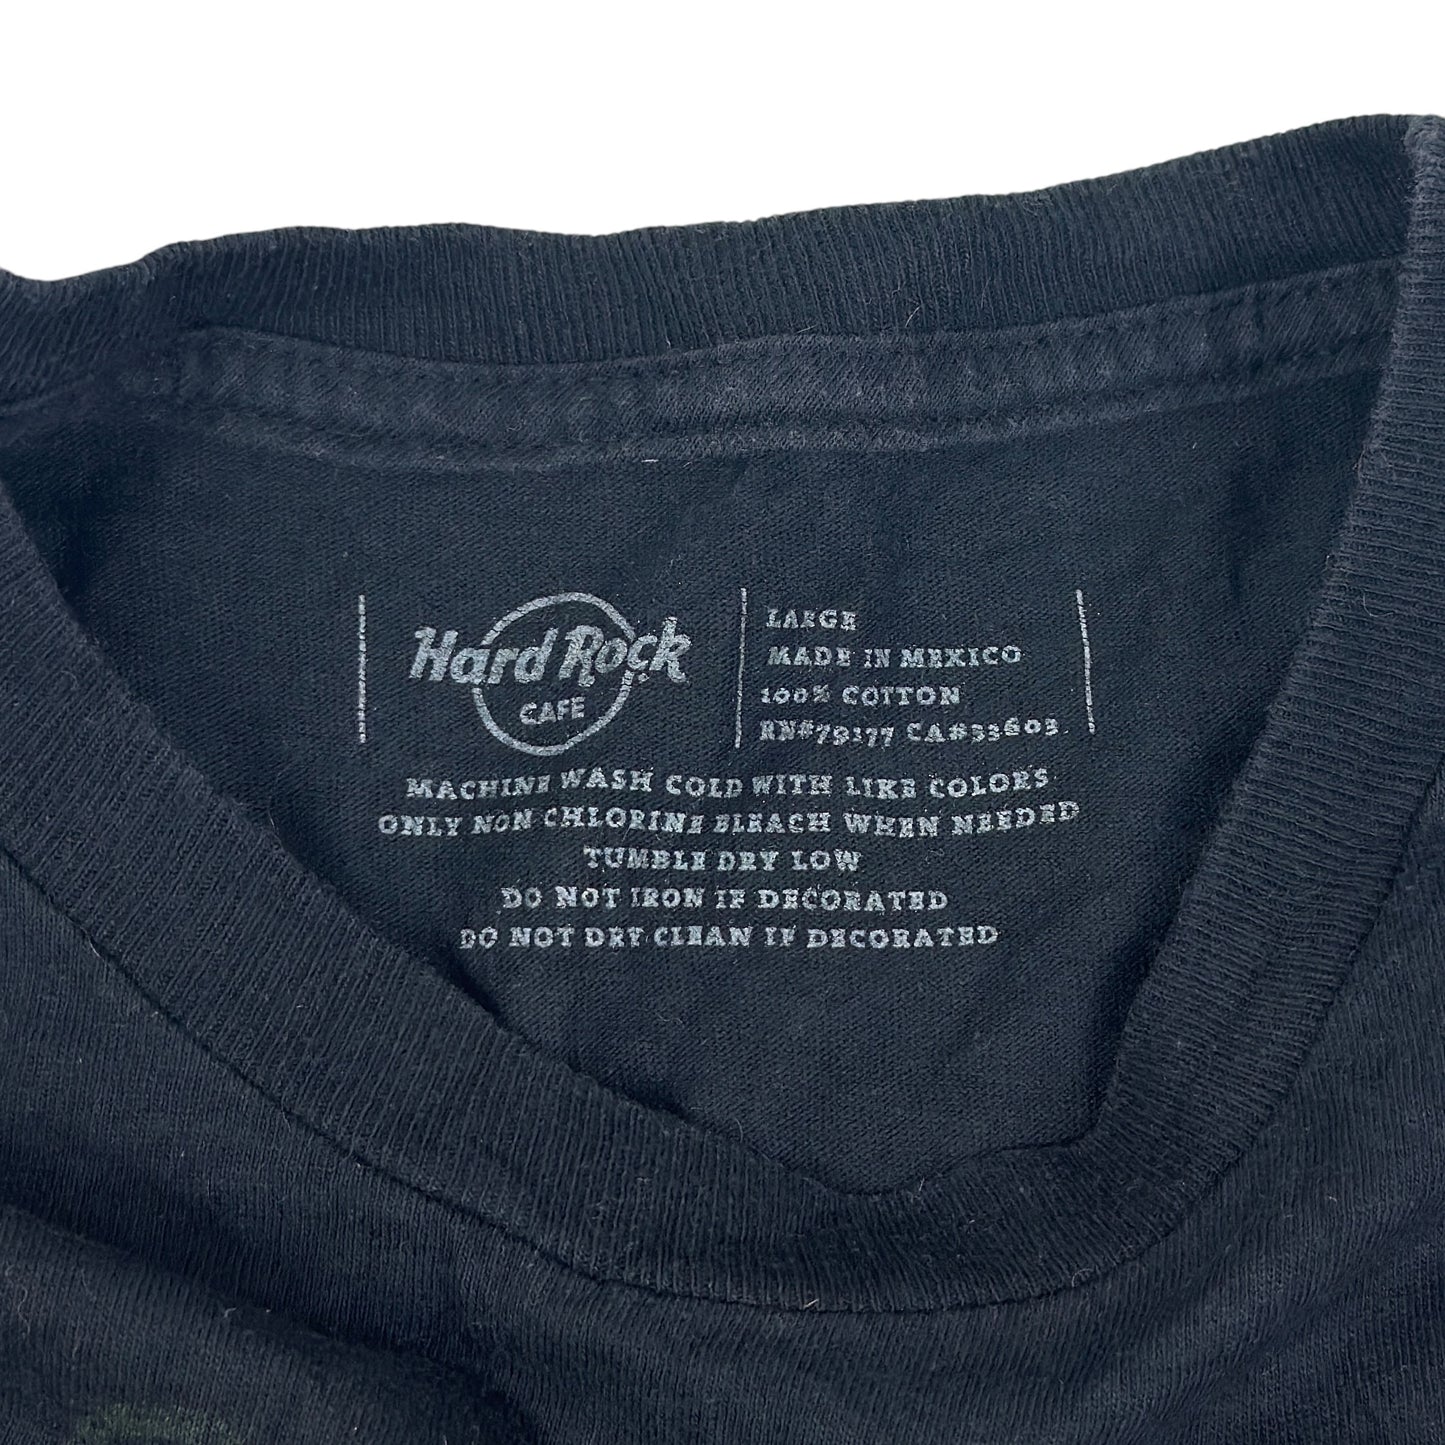 Hard Rock
CAFE
LARGE
MADE IN MEXICO
100% COTTON
RN#79177 CA#33603
MACHINE WASH COLD WITH LIKE COLORS
ONLY NON CHLORINE BLEACH WHEN NEEDED
TUMBLE DRY LOW
DO NOT IRON IF DECORATED
DO NOT DRY CLEAN IF DECORATED